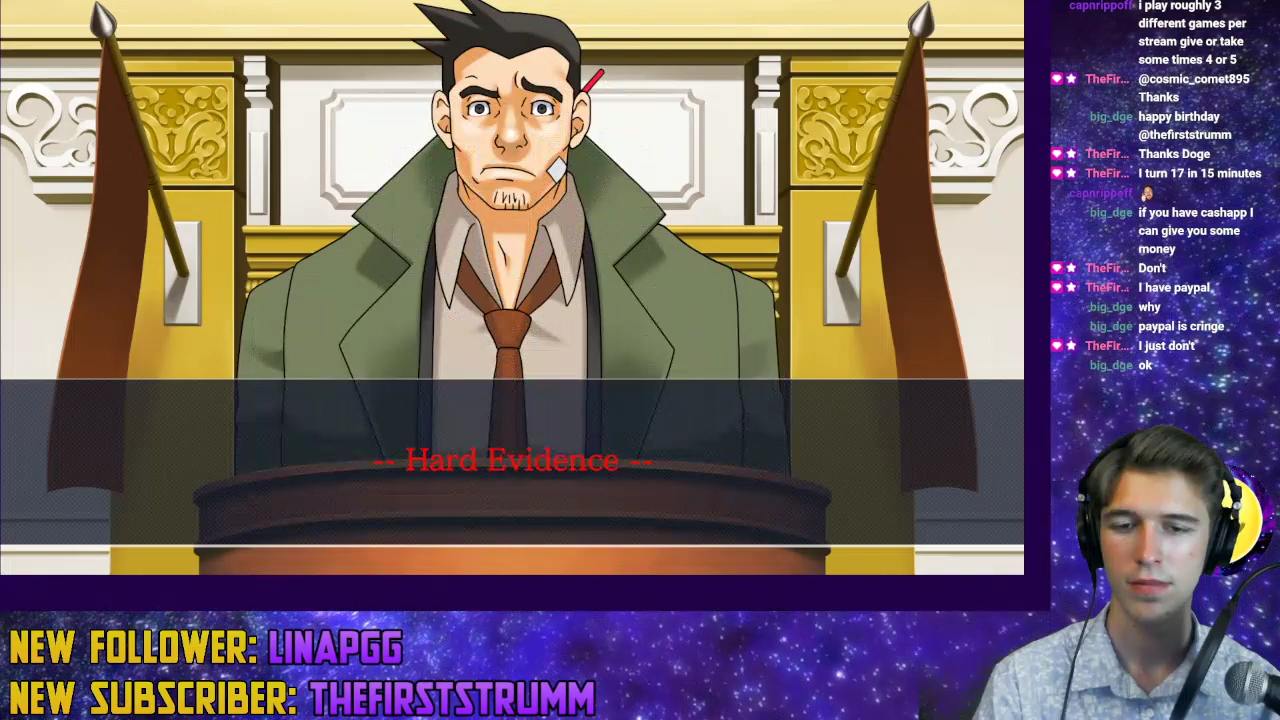 -- Hard Evidence --
capnrippoff i play roughly 3
different games per
stream give or take
some times 4 or 5
TheFir... @cosmic_comet895
Thanks
big_dge happy birthday
@thefirststrumm
TheFir... Thanks Doge
TheFir... I turn 17 in 15 minutes
capnrippoff
big_dge if you have cashapp I
can give you some
money
TheFir... Don't
TheFir... I have paypal
big_dge why
big_dge paypal is cringe
TheFir... I just don't
big_dge ok
NEW FOLLOWER: LINAPGG
NEW SUBSCRIBER: THEFIRSTSTRUMM